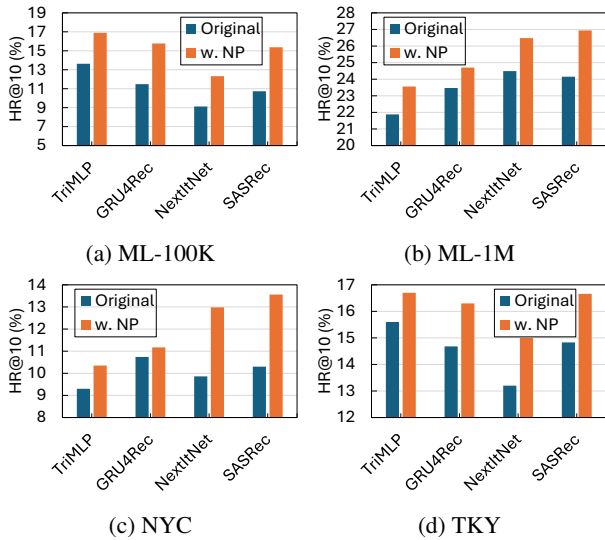 HR@10 (%)
19
17
15
13
11
9
7
5
Original
w. NP
TriMLP
GRU4Rec
NextItNet
SASRec
(a) ML-100K
HR@10 (%)
28
27
26
25
24
23
22
21
20
Original
w. NP
TriMLP
GRU4Rec
NextItNet
SASRec
(b) ML-1M
HR@10 (%)
14
13
12
11
10
9
8
Original
w. NP
TriMLP
GRU4Rec
NextItNet
SASRec
(c) NYC
HR@10 (%)
17
16
15
14
13
12
Original
w. NP
TriMLP
GRU4Rec
NextItNet
SASRec
(d) TKY